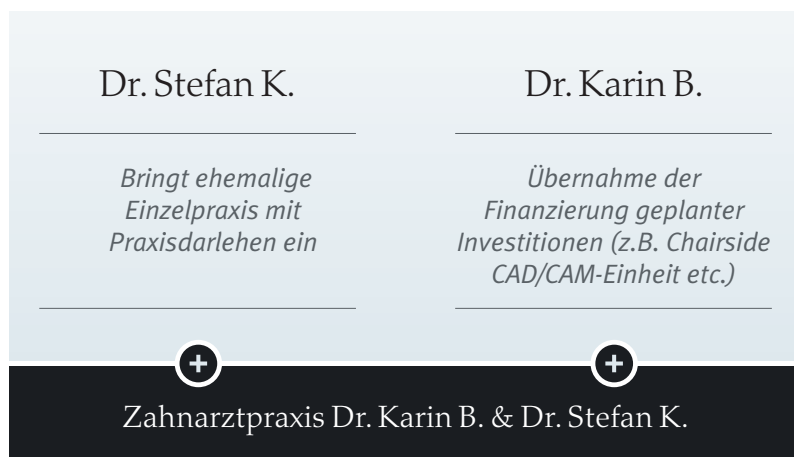 Dr. Stefan K.
Bringt ehemalige
Einzelpraxis mit
Praxisdarlehen ein
Dr. Karin B.
Übernahme der
Finanzierung geplanter
Investitionen (z.B. Chairside
CAD/CAM-Einheit etc.)
+
+
Zahnarztpraxis Dr. Karin B. & Dr. Stefan K.